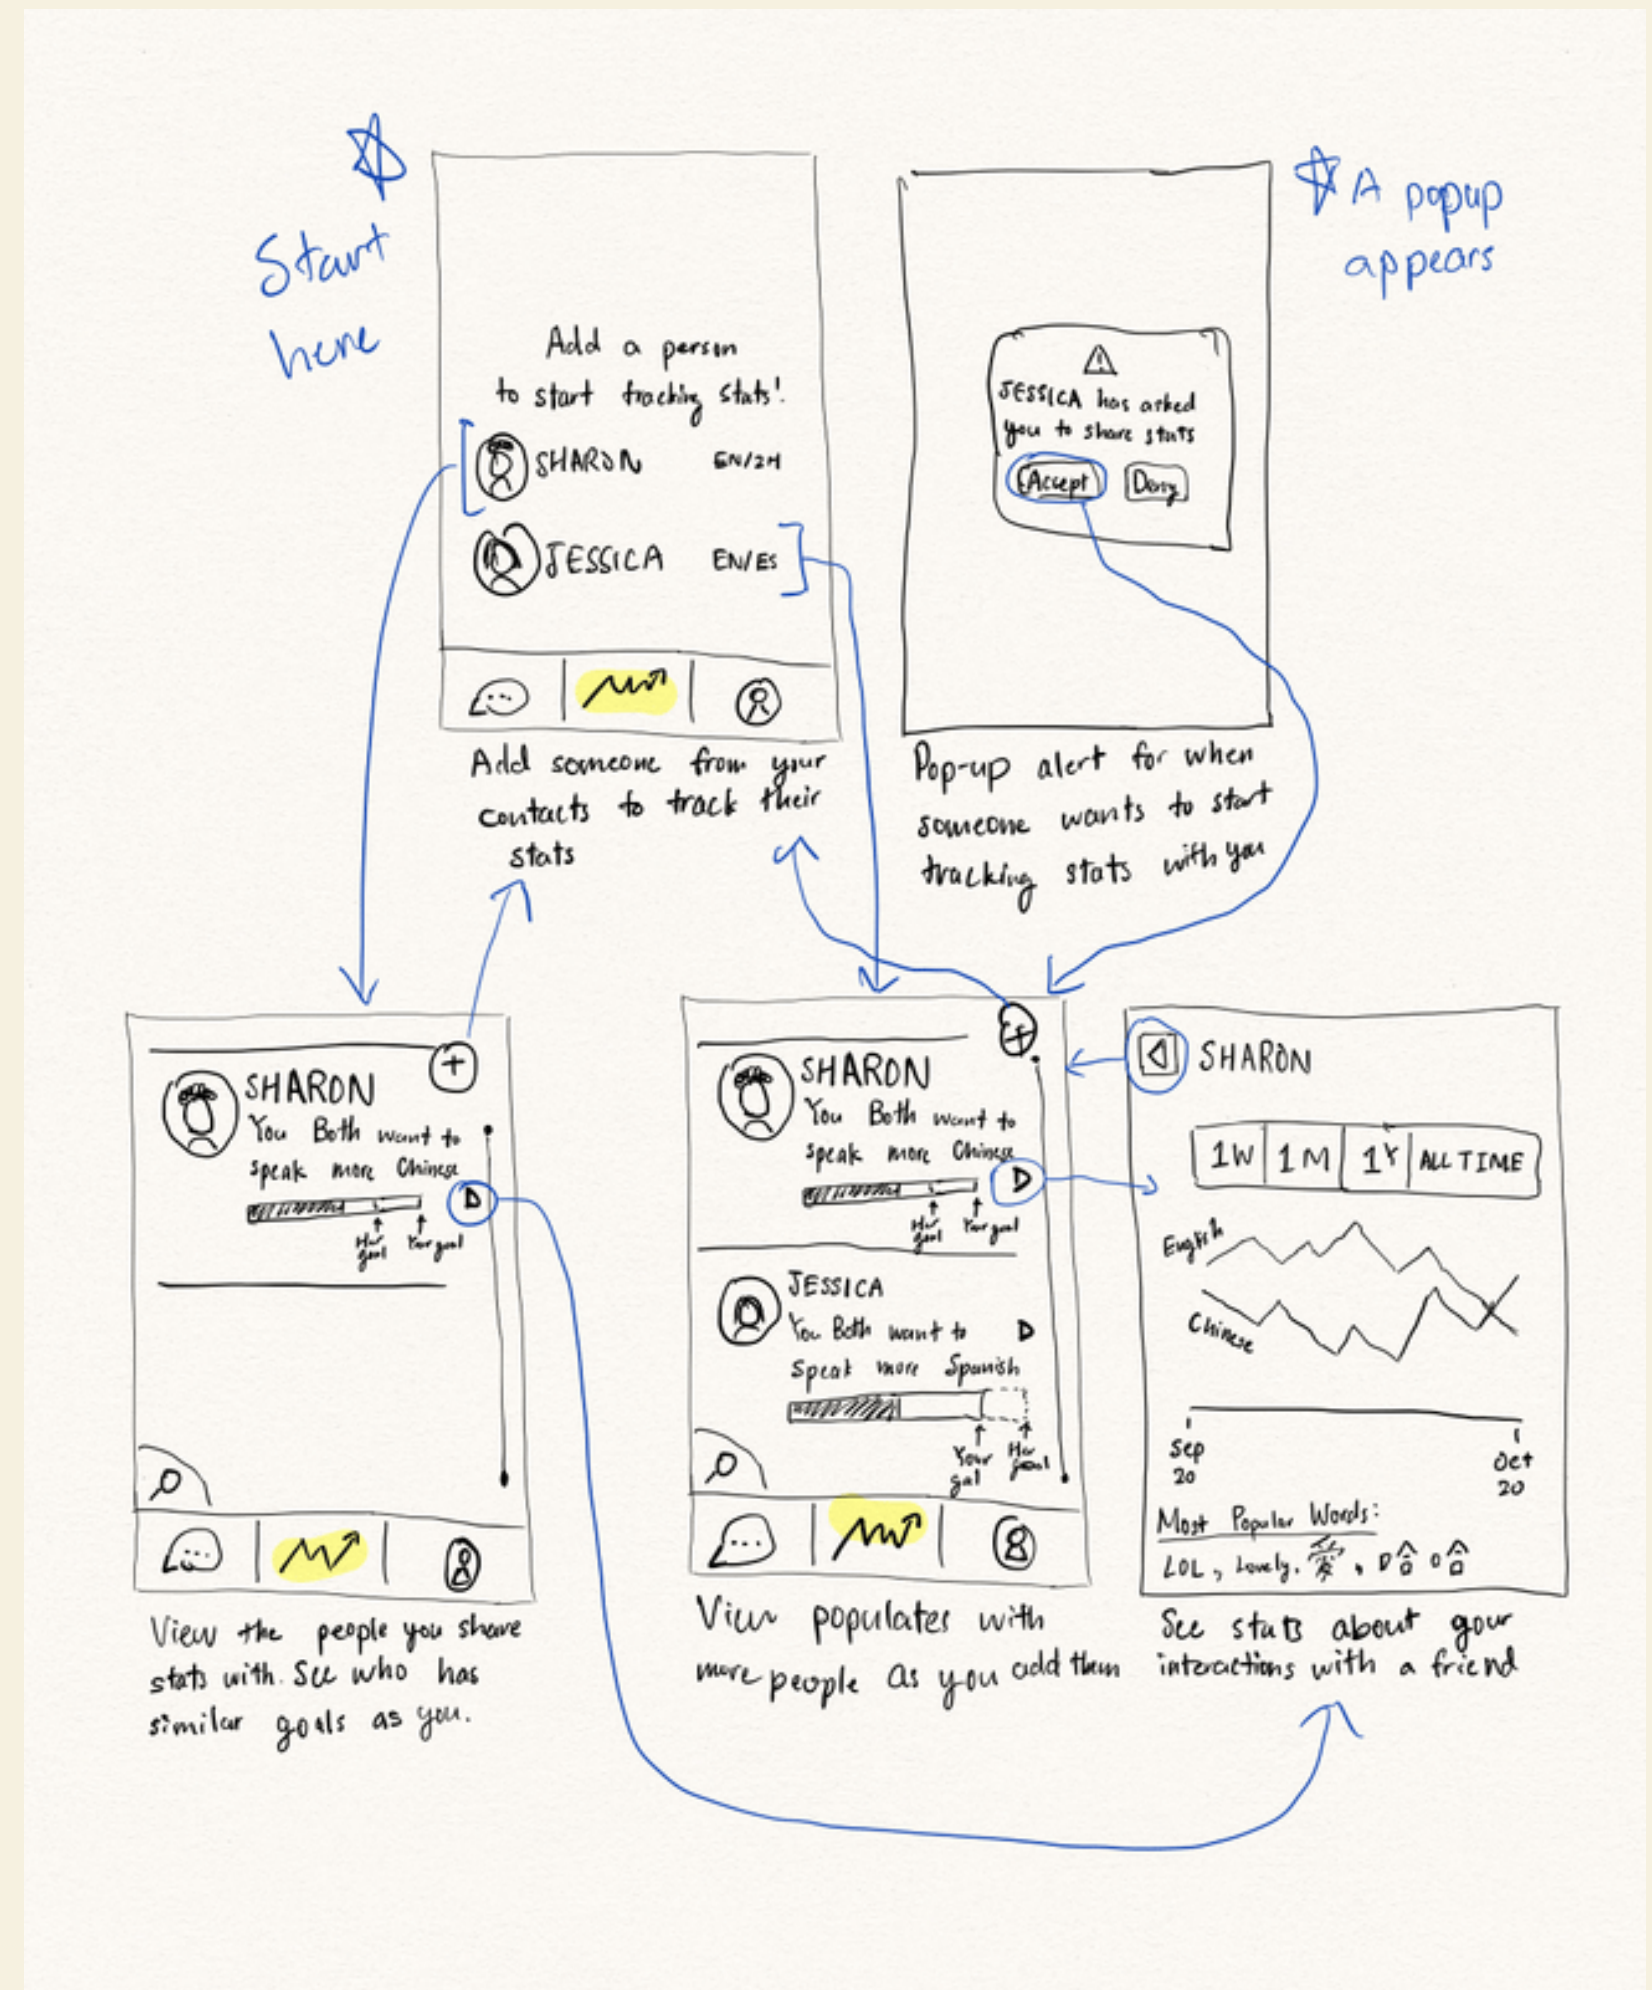 Start
here
Add a person
to start tracking stats!
SHARON EN/ZH
JESSICA EN/ES
Add someone from your
contacts to track their
stats
A popup
appears
JESSICA has asked
you to share stats
Accept Deny
Pop-up alert for when
someone wants to start
tracking stats with you
+
SHARON
You Both want to
speak more Chinese
Her
goal
Your goal
View the people you share
stats with. See who has
similar goals as you.
+
SHARON
You Both want to
speak more Chinese
Her
goal
Your goal
JESSICA
You Both want to
Speak more Spanish
Your
gal
Her
goal
View populates with
more people as you add them
SHARON
1W 1M 1Y ALL TIME
English
Chinese
Sep
20
Oct
20
Most Popular Words:
LOL, Lovely,
See stats about your
interactions with a friend